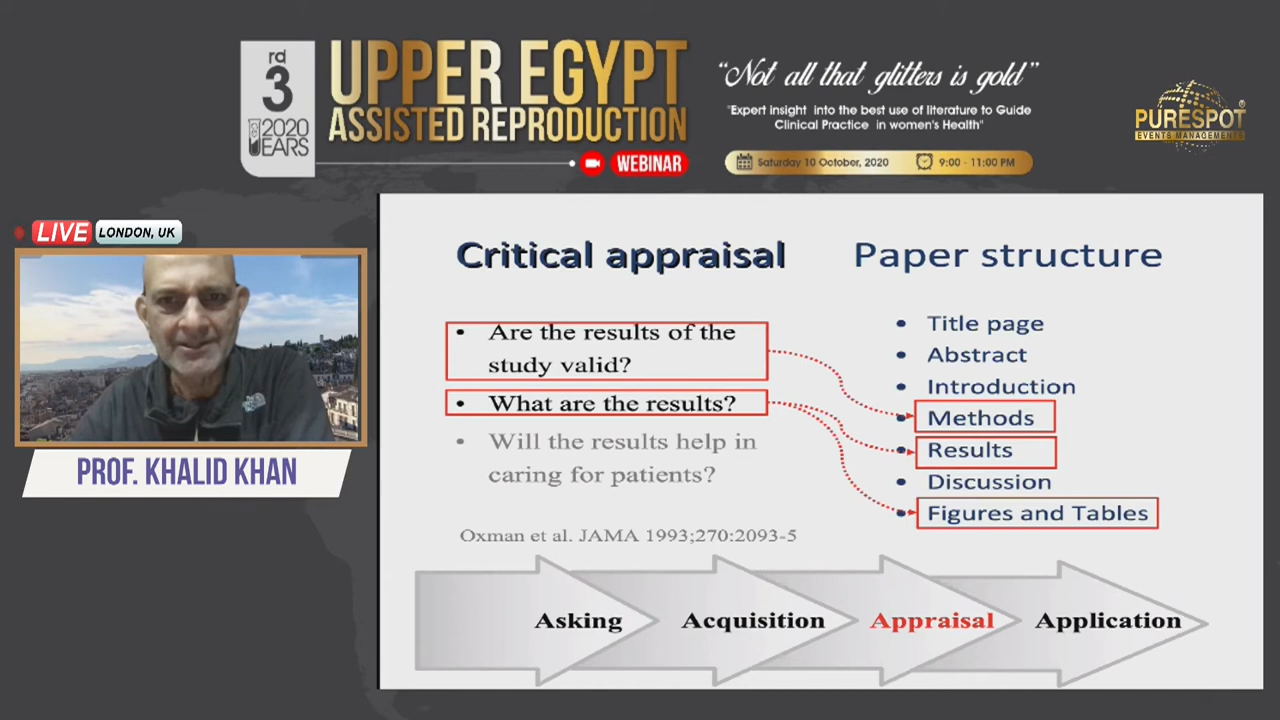 rd
3
2020
EARS
UPPER EGYPT
ASSISTED REPRODUCTION
WEBINAR
“Not all that glitters is gold”
"Expert insight into the best use of literature to Guide
Clinical Practice in women's Health"
Saturday 10 October, 2020
9:00 - 11:00 PM
PURESPOT®
EVENTS MANAGEMENTS
LIVE
LONDON, UK
PROF. KHALID KHAN
Critical appraisal
• Are the results of the
study valid?
• What are the results?
• Will the results help in
caring for patients?
Oxman et al. JAMA 1993;270:2093-5
Paper structure
• Title page
• Abstract
• Introduction
• Methods
• Results
• Discussion
• Figures and Tables
Asking
Acquisition
Appraisal
Application